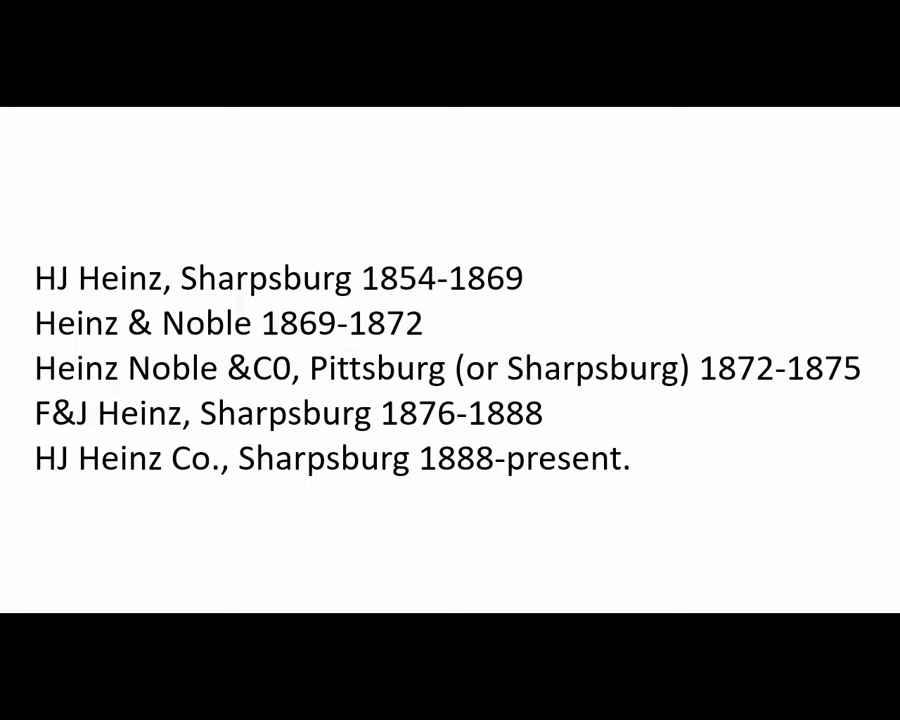 HJ Heinz, Sharpsburg 1854-1869
Heinz & Noble 1869-1872
Heinz Noble &C0, Pittsburg (or Sharpsburg) 1872-1875
F&J Heinz, Sharpsburg 1876-1888
HJ Heinz Co., Sharpsburg 1888-present.